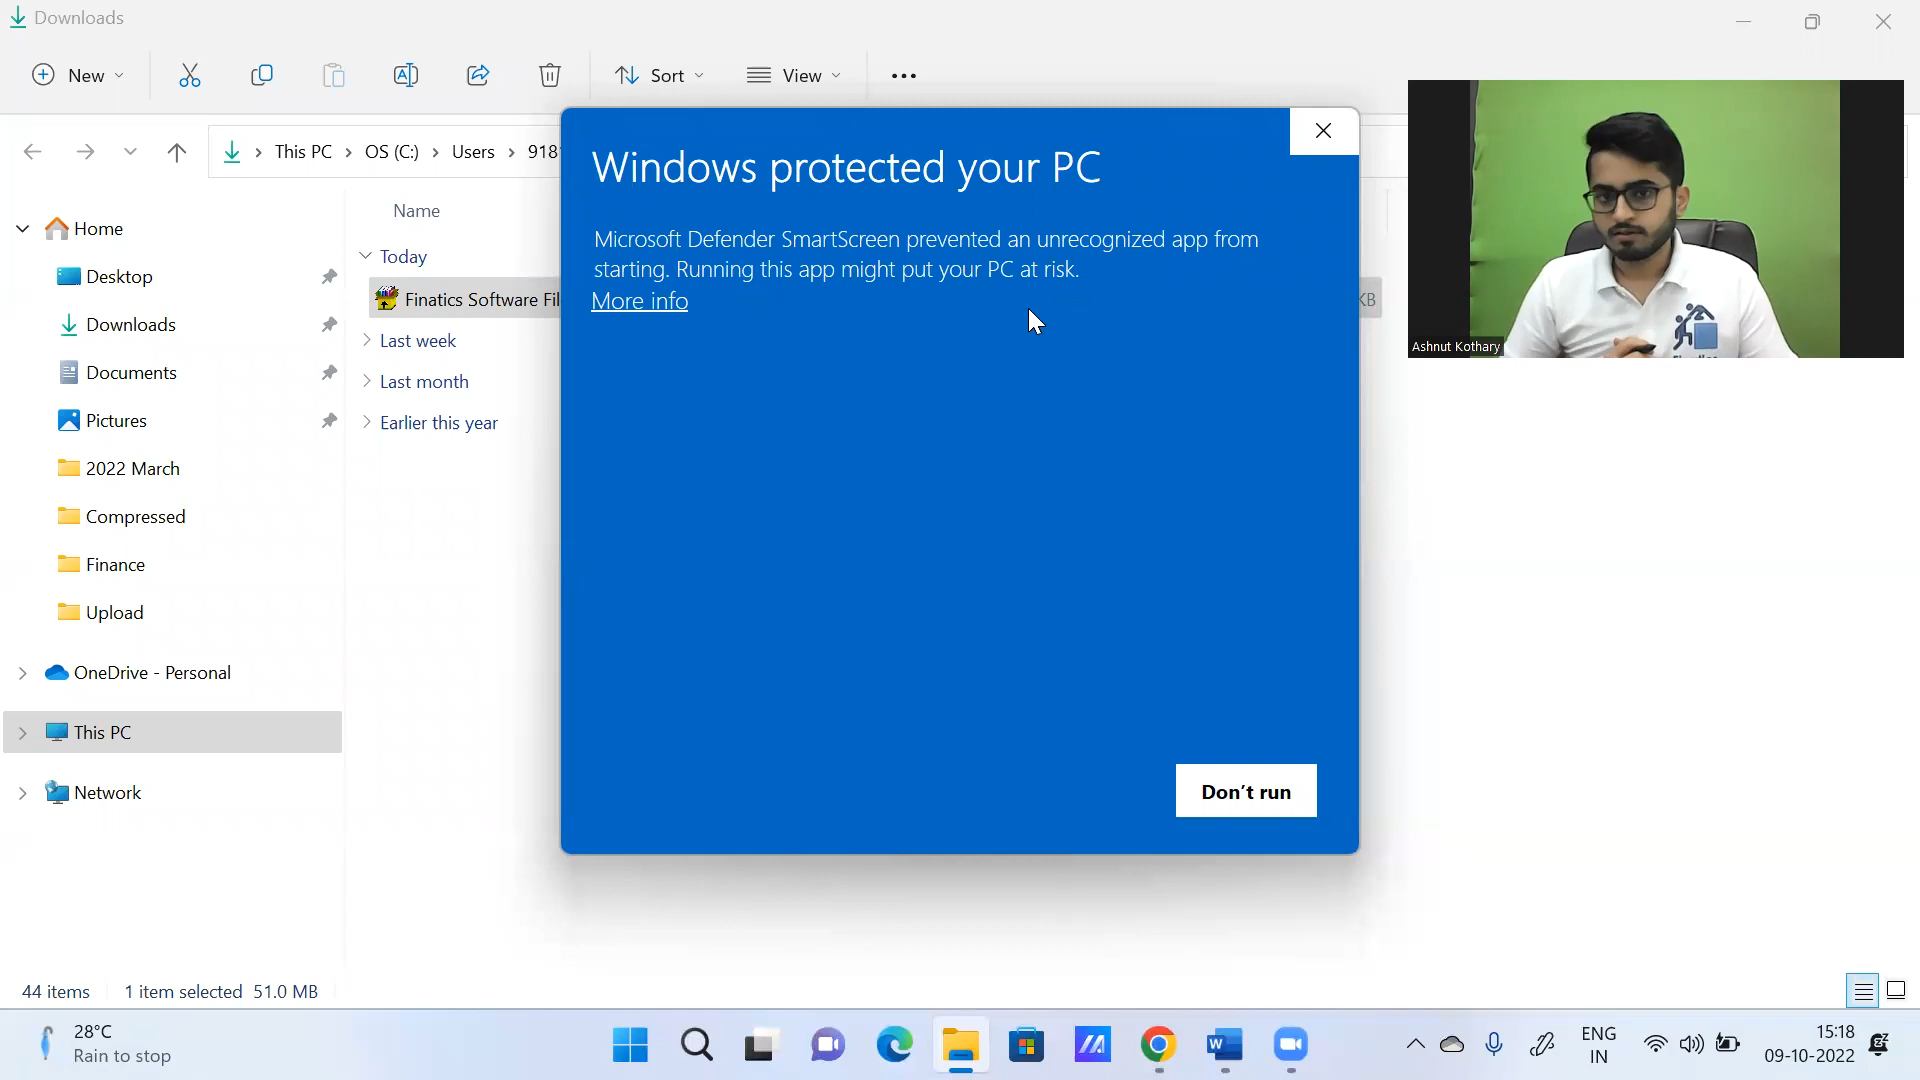 Downloads
New
Sort
View
This PC
OS (C:)
Users
918
Windows protected your PC
Microsoft Defender SmartScreen prevented an unrecognized app from
starting. Running this app might put your PC at risk.
More info
Don't run
Name
Today
Finatics Software Fil
KB
Last week
Last month
Earlier this year
Home
Desktop
Downloads
Documents
Pictures
2022 March
Compressed
Finance
Upload
OneDrive - Personal
This PC
Network
Ashnut Kothary
44 items
1 item selected 51.0 MB
28°C
Rain to stop
ENG
IN
15:18
09-10-2022